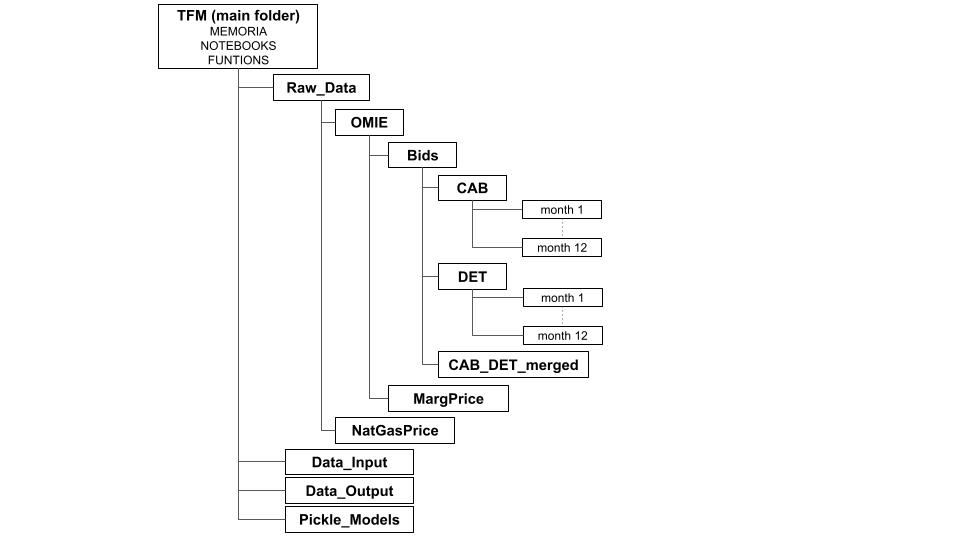 TFM (main folder)
MEMORIA
NOTEBOOKS
FUNTIONS
Raw_Data
OMIE
Bids
CAB
month 1
month 12
DET
month 1
month 12
CAB_DET_merged
MargPrice
NatGasPrice
Data_Input
Data_Output
Pickle_Models